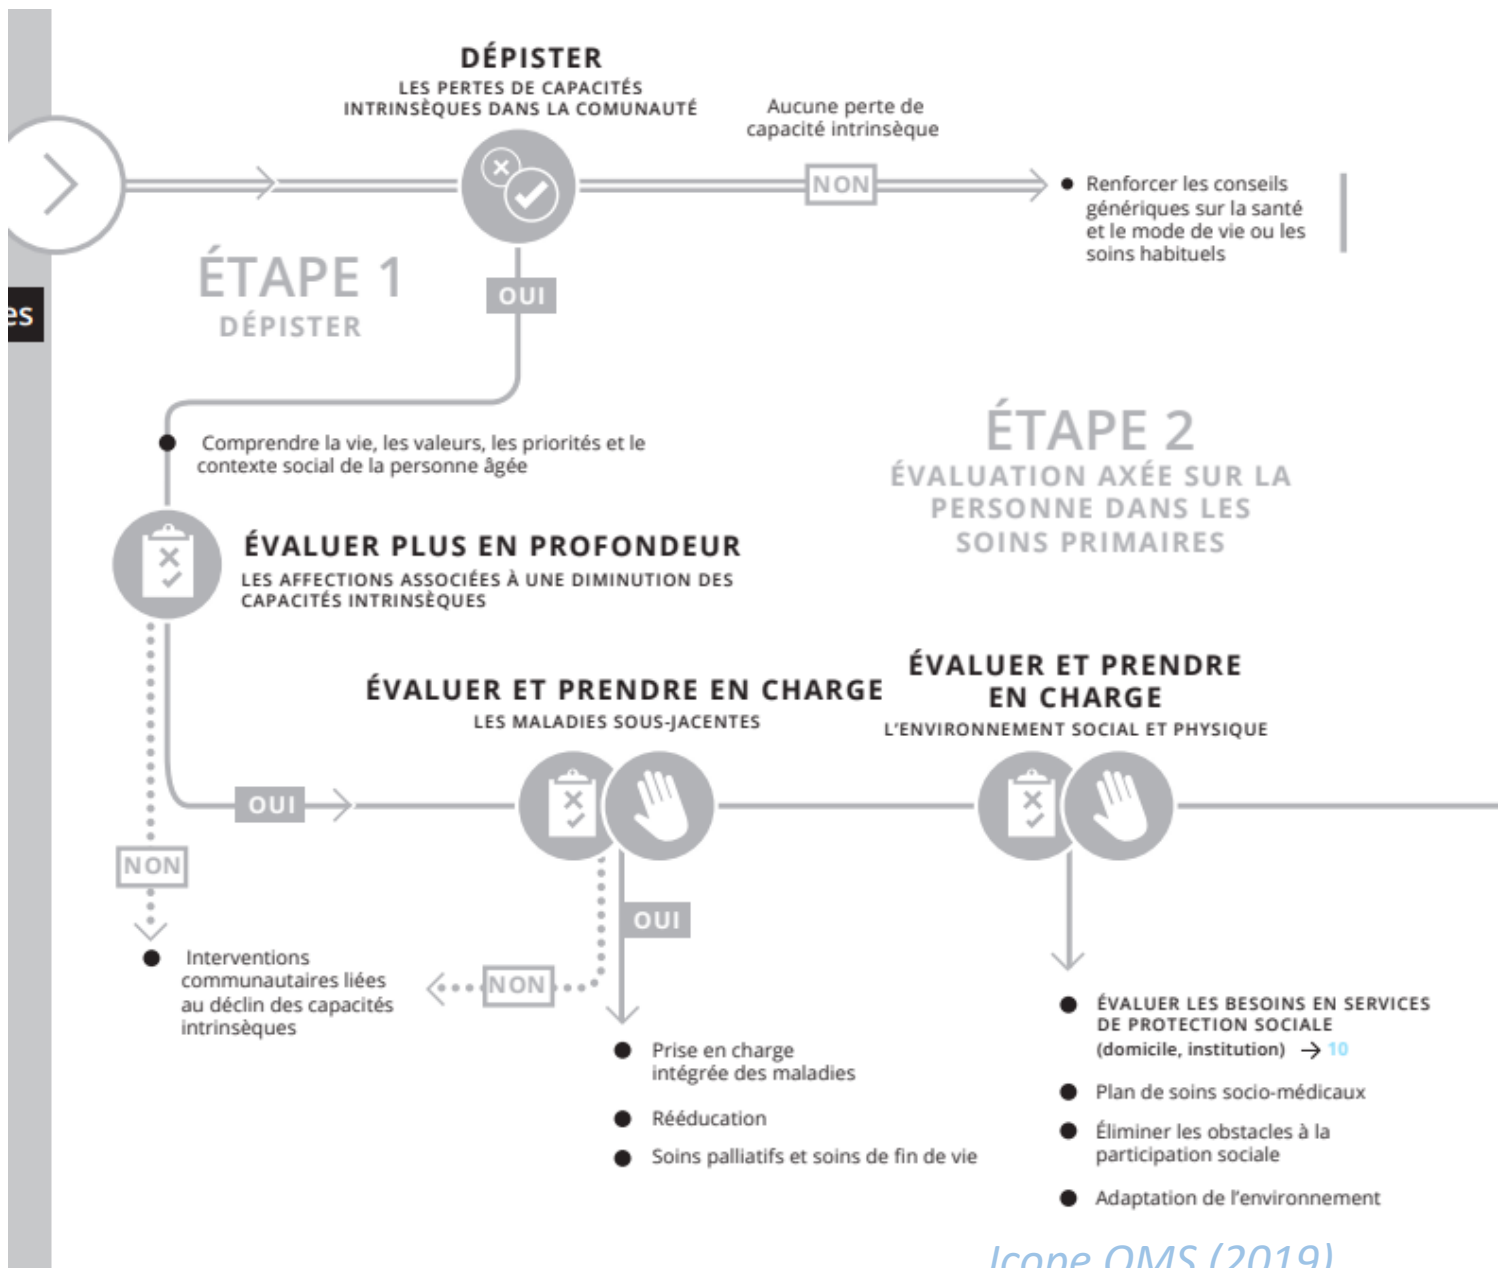 DÉPISTER
LES PERTES DE CAPACITÉS
INTRINSÈQUES DANS LA COMUNAUTÉ
Aucune perte de
capacité intrinsèque
NON
Renforcer les conseils
génériques sur la santé
et le mode de vie ou les
soins habituels
ÉTAPE 1
DÉPISTER
OUI
es
Comprendre la vie, les valeurs, les priorités et le
contexte social de la personne âgée
ÉTAPE 2
ÉVALUATION AXÉE SUR LA
PERSONNE DANS LES
SOINS PRIMAIRES
ÉVALUER PLUS EN PROFONDEUR
LES AFFECTIONS ASSOCIÉES À UNE DIMINUTION DES
CAPACITÉS INTRINSÈQUES
ÉVALUER ET PRENDRE EN CHARGE
LES MALADIES SOUS-JACENTES
ÉVALUER ET PRENDRE
EN CHARGE
L'ENVIRONNEMENT SOCIAL ET PHYSIQUE
OUI
NON
Interventions
communautaires liées
au déclin des capacités
intrinsèques
NON
OUI
Prise en charge
intégrée des maladies
Rééducation
Soins palliatifs et soins de fin de vie
ÉVALUER LES BESOINS EN SERVICES
DE PROTECTION SOCIALE
(domicile, institution) → 10
Plan de soins socio-médicaux
Éliminer les obstacles à la
participation sociale
Adaptation de l'environnement
Icope OMS (2019)